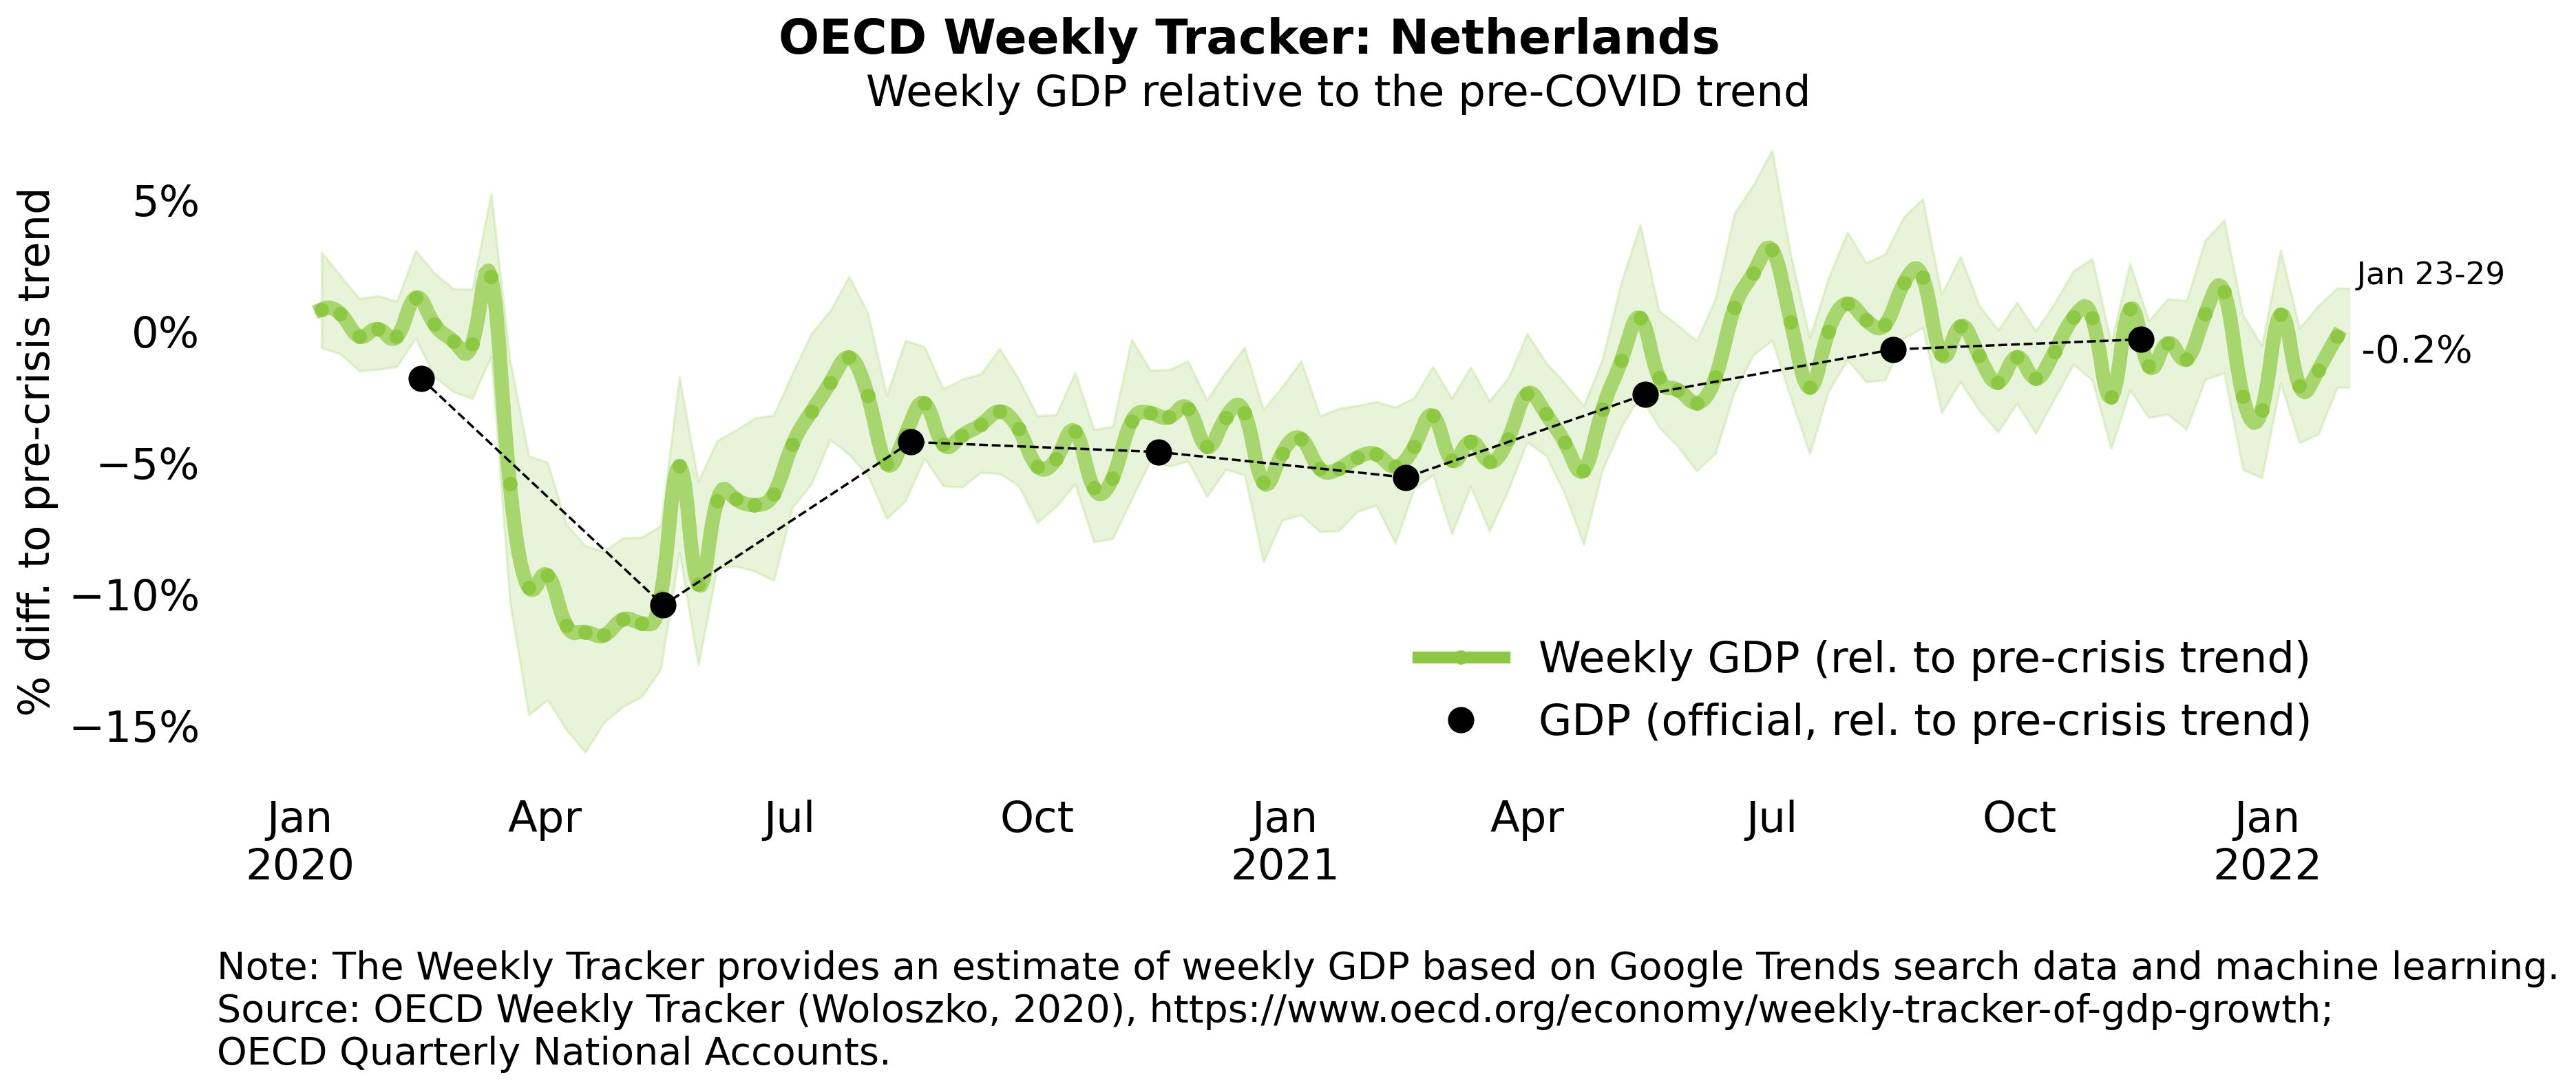 OECD Weekly Tracker: Netherlands
Weekly GDP relative to the pre-COVID trend
% diff. to pre-crisis trend
5%
0%
−5%
−10%
−15%
Jan 23-29
-0.2%
Weekly GDP (rel. to pre-crisis trend)
GDP (official, rel. to pre-crisis trend)
Jan Apr Jul Oct Jan Apr Jul Oct Jan
2020 2021 2022
Note: The Weekly Tracker provides an estimate of weekly GDP based on Google Trends search data and machine learning.
Source: OECD Weekly Tracker (Woloszko, 2020), https://www.oecd.org/economy/weekly-tracker-of-gdp-growth;
OECD Quarterly National Accounts.